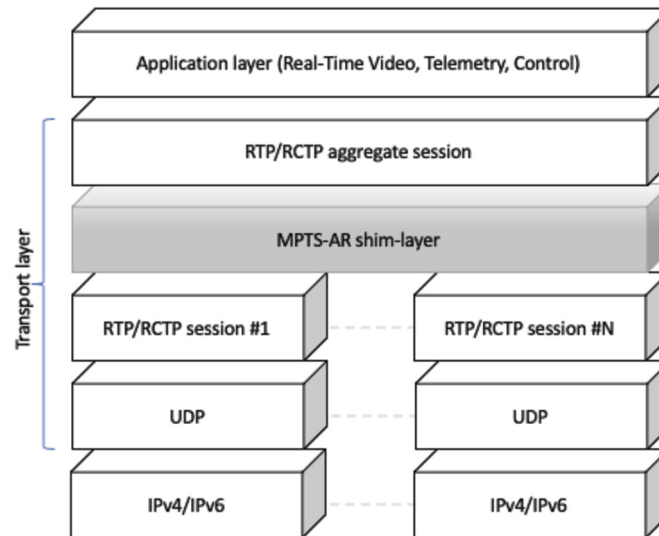 Application layer (Real-Time Video, Telemetry, Control)
RTP/RCTP aggregate session
MPTS-AR shim-layer
Transport layer
RTP/RCTP session #1
RTP/RCTP session #N
UDP
UDP
IPv4/IPv6
IPv4/IPv6